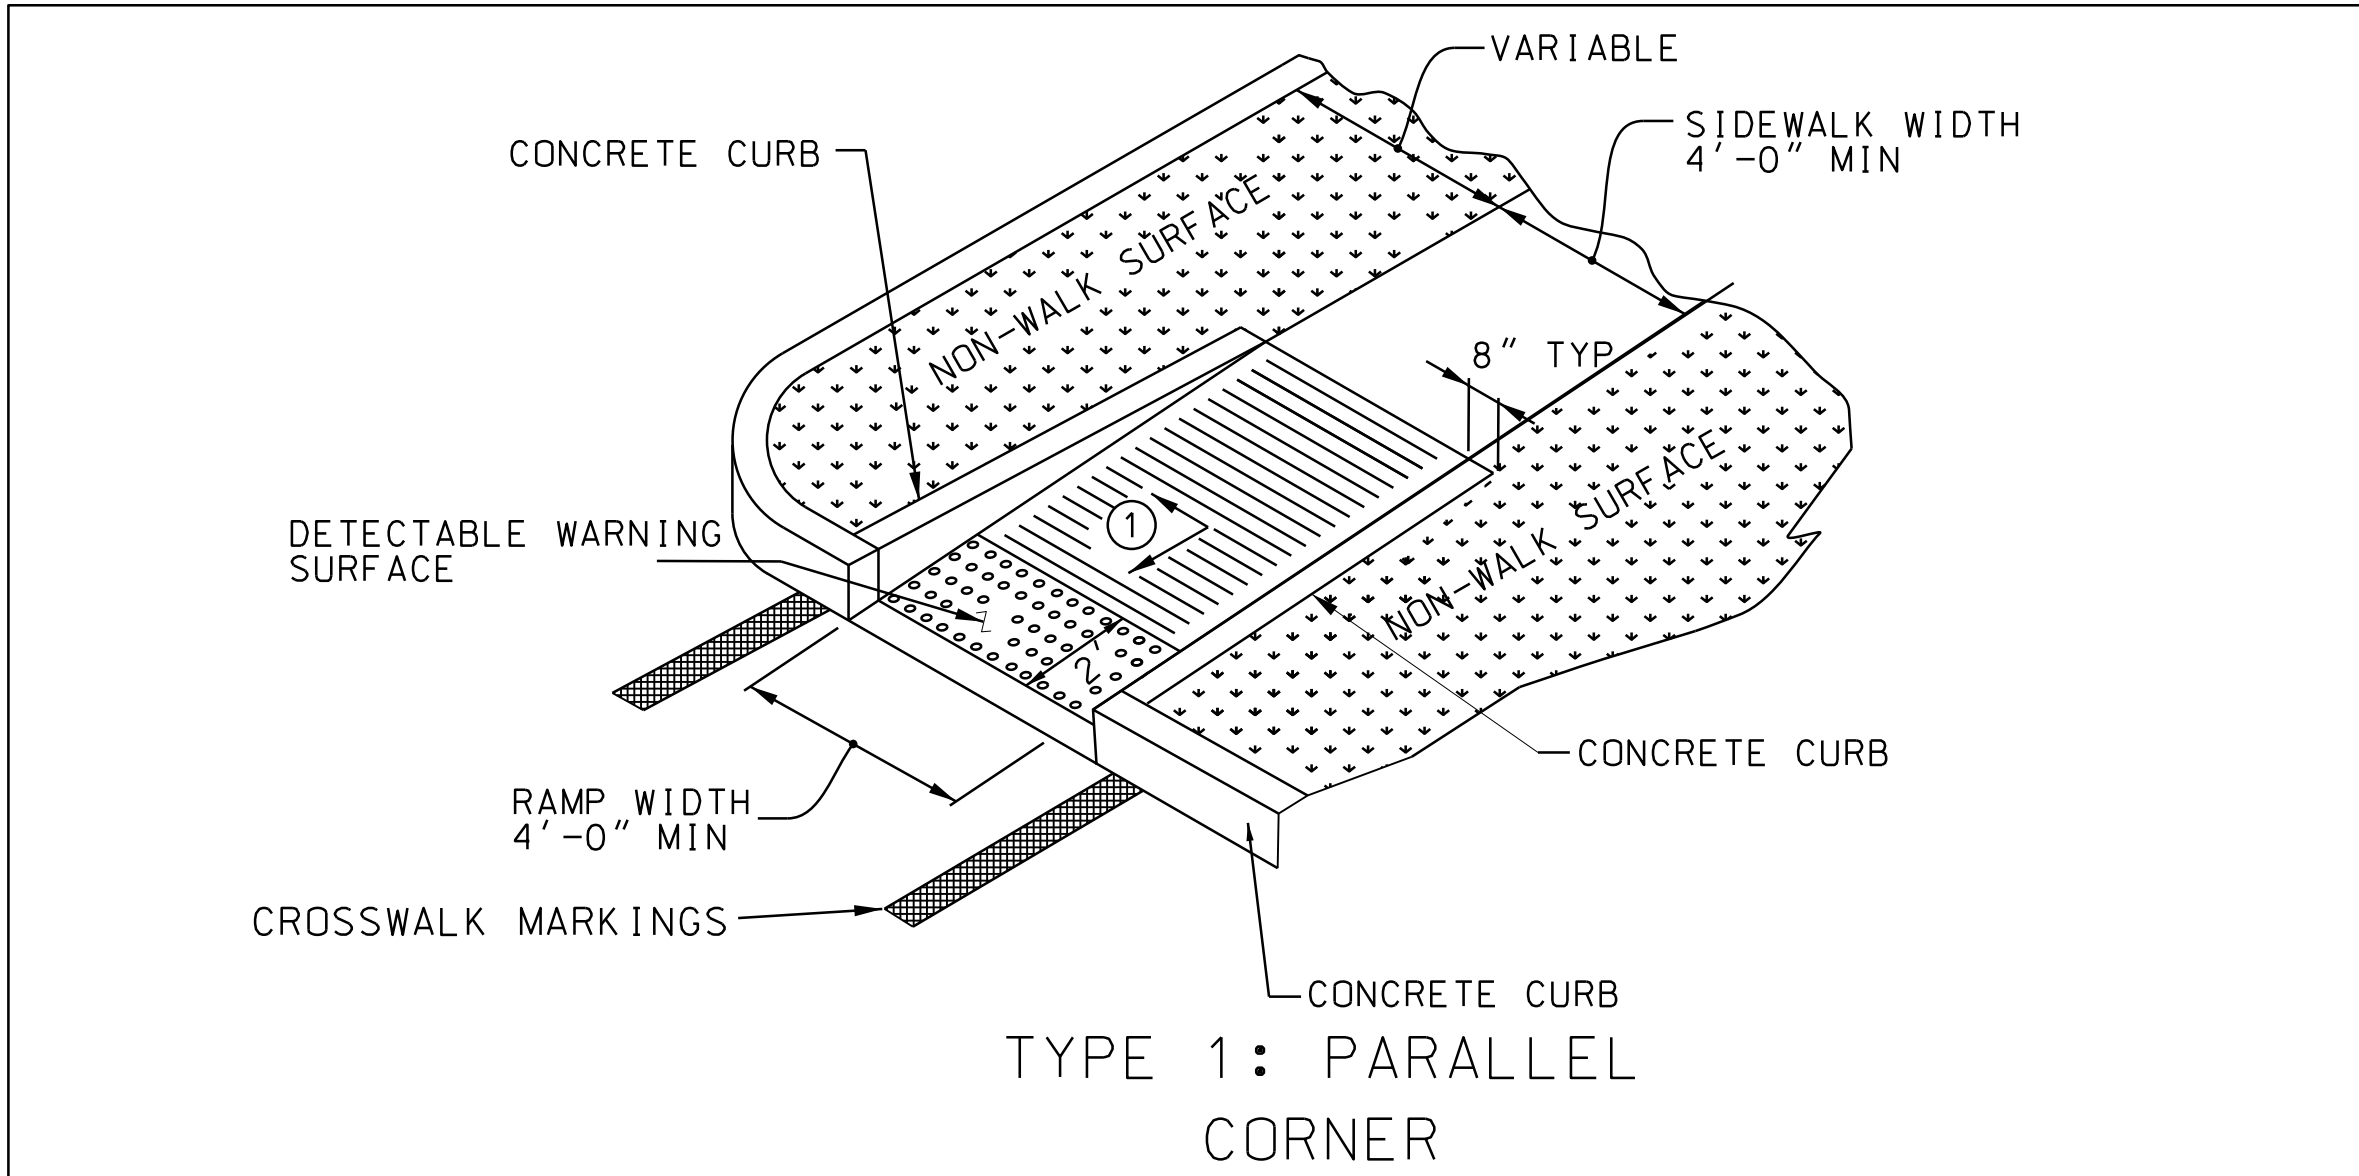 VARIABLE
SIDEWALK WIDTH
4'-0" MIN
CONCRETE CURB
NON-WALK SURFACE
8" TYP
NON-WALK SURFACE
1
DETECTABLE WARNING
SURFACE
2'
CONCRETE CURB
RAMP WIDTH
4'-0" MIN
CROSSWALK MARKINGS
CONCRETE CURB
TYPE 1: PARALLEL
CORNER